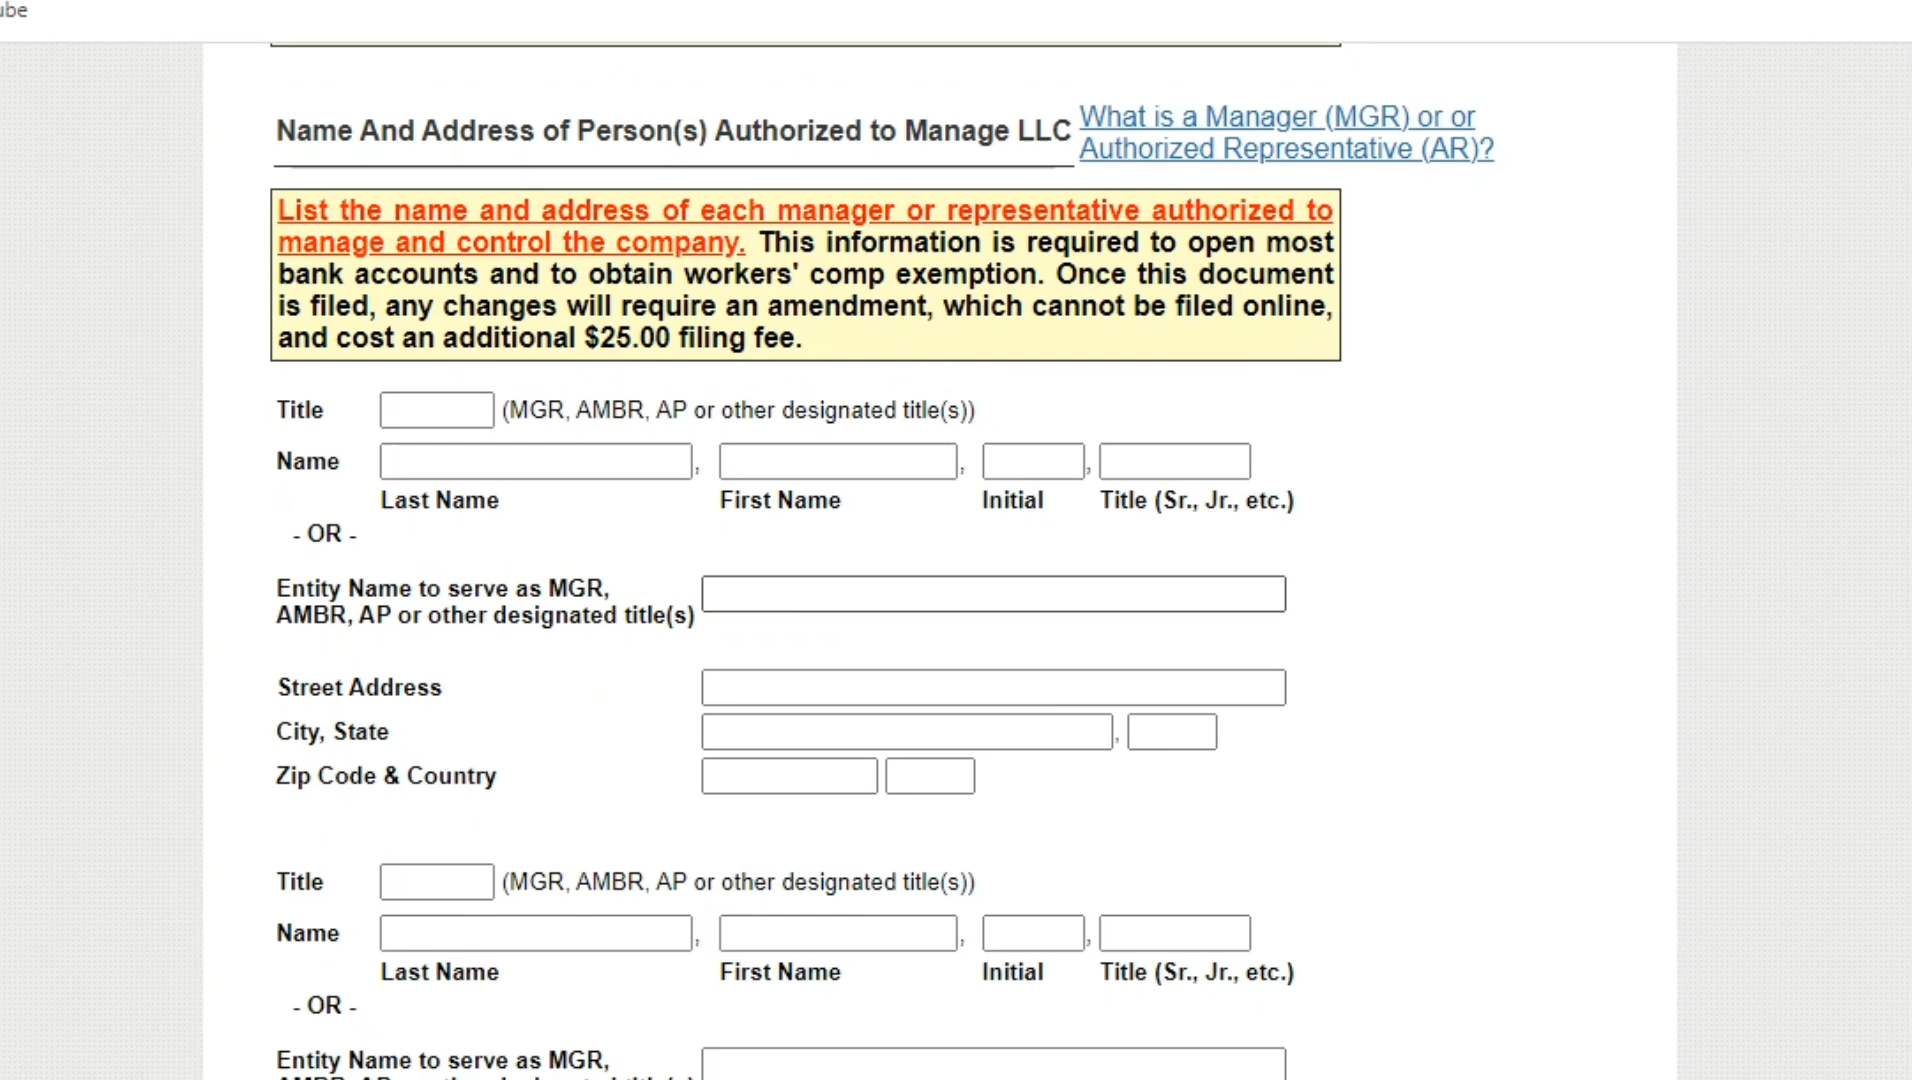 Name And Address of Person(s) Authorized to Manage LLC
What is a Manager (MGR) or or
Authorized Representative (AR)?
List the name and address of each manager or representative authorized to
manage and control the company. This information is required to open most
bank accounts and to obtain workers' comp exemption. Once this document
is filed, any changes will require an amendment, which cannot be filed online,
and cost an additional $25.00 filing fee.
Title (MGR, AMBR, AP or other designated title(s))
Name , , ,
Last Name First Name Initial Title (Sr., Jr., etc.)
- OR -
Entity Name to serve as MGR,
AMBR, AP or other designated title(s)
Street Address
City, State ,
Zip Code & Country
Title (MGR, AMBR, AP or other designated title(s))
Name , , ,
Last Name First Name Initial Title (Sr., Jr., etc.)
- OR -
Entity Name to serve as MGR,